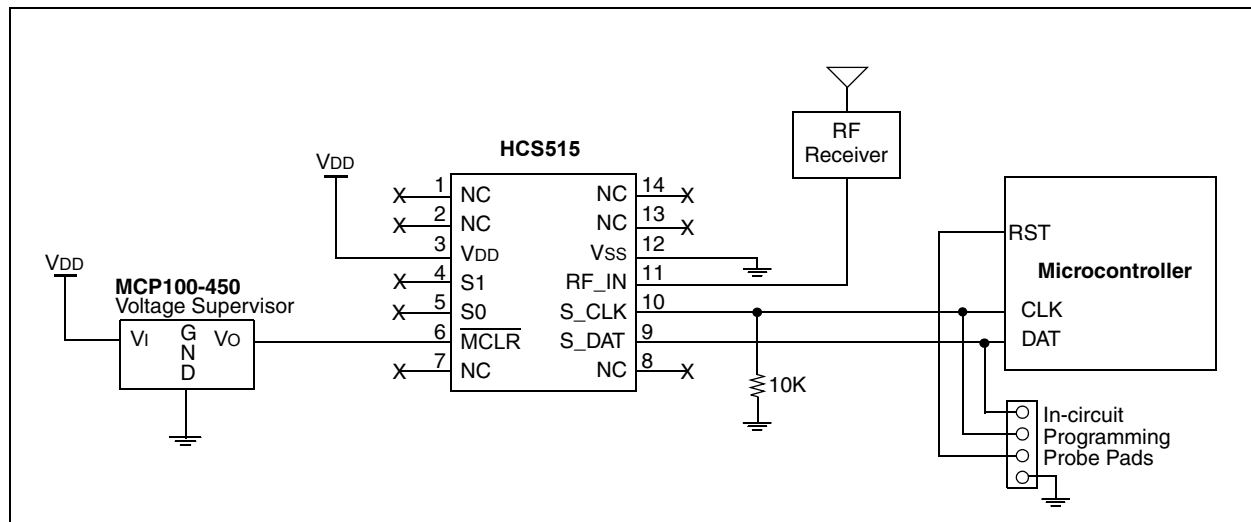 HCS515
RF
Receiver
VDD
1 NC NC 14
2 NC NC 13
3 VDD VSS 12
4 S1 RF_IN 11
5 S0 S_CLK 10
6 MCLR S_DAT 9
7 NC NC 8
VDD
MCP100-450
Voltage Supervisor
VI GND VO
10K
RST
Microcontroller
CLK
DAT
In-circuit
Programming
Probe Pads